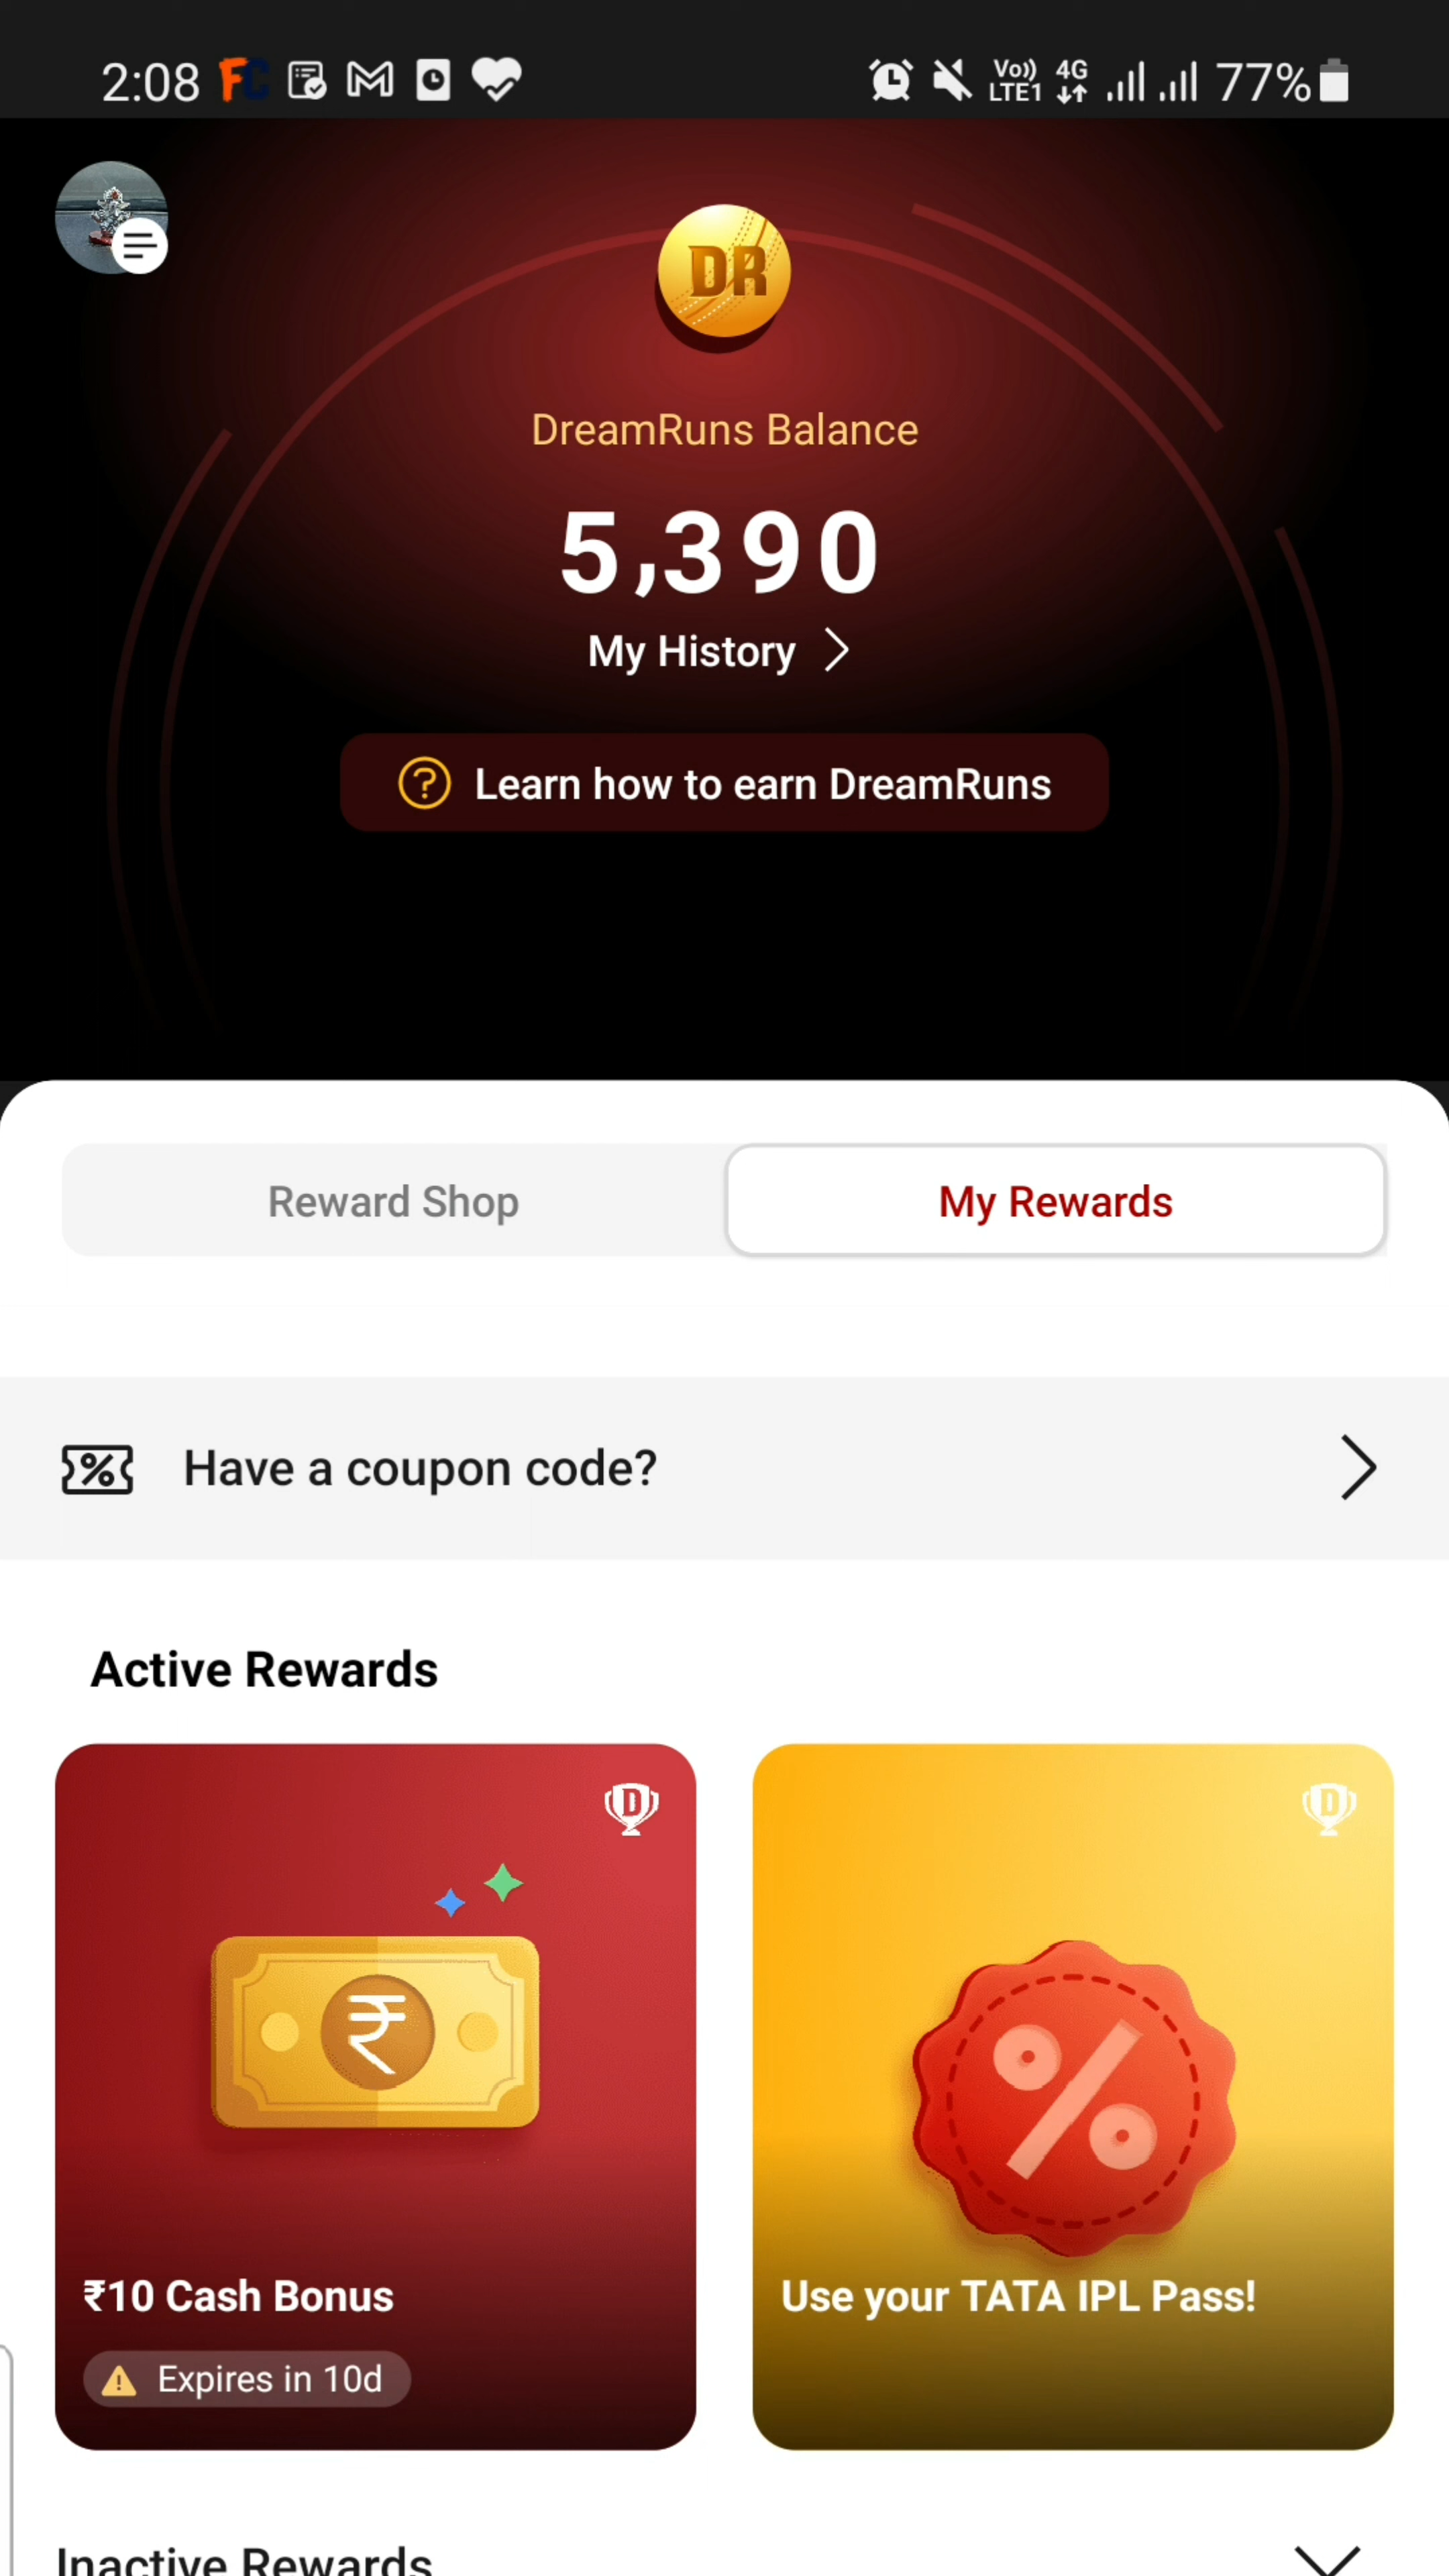 2:08 FC Vo)) LTE1 4G 77%
DR
DreamRuns Balance
5,390
My History
Learn how to earn DreamRuns
Reward Shop My Rewards
Have a coupon code?
Active Rewards
D D
₹
₹10 Cash Bonus
Expires in 10d
%
Use your TATA IPL Pass!
Inactive Rewards